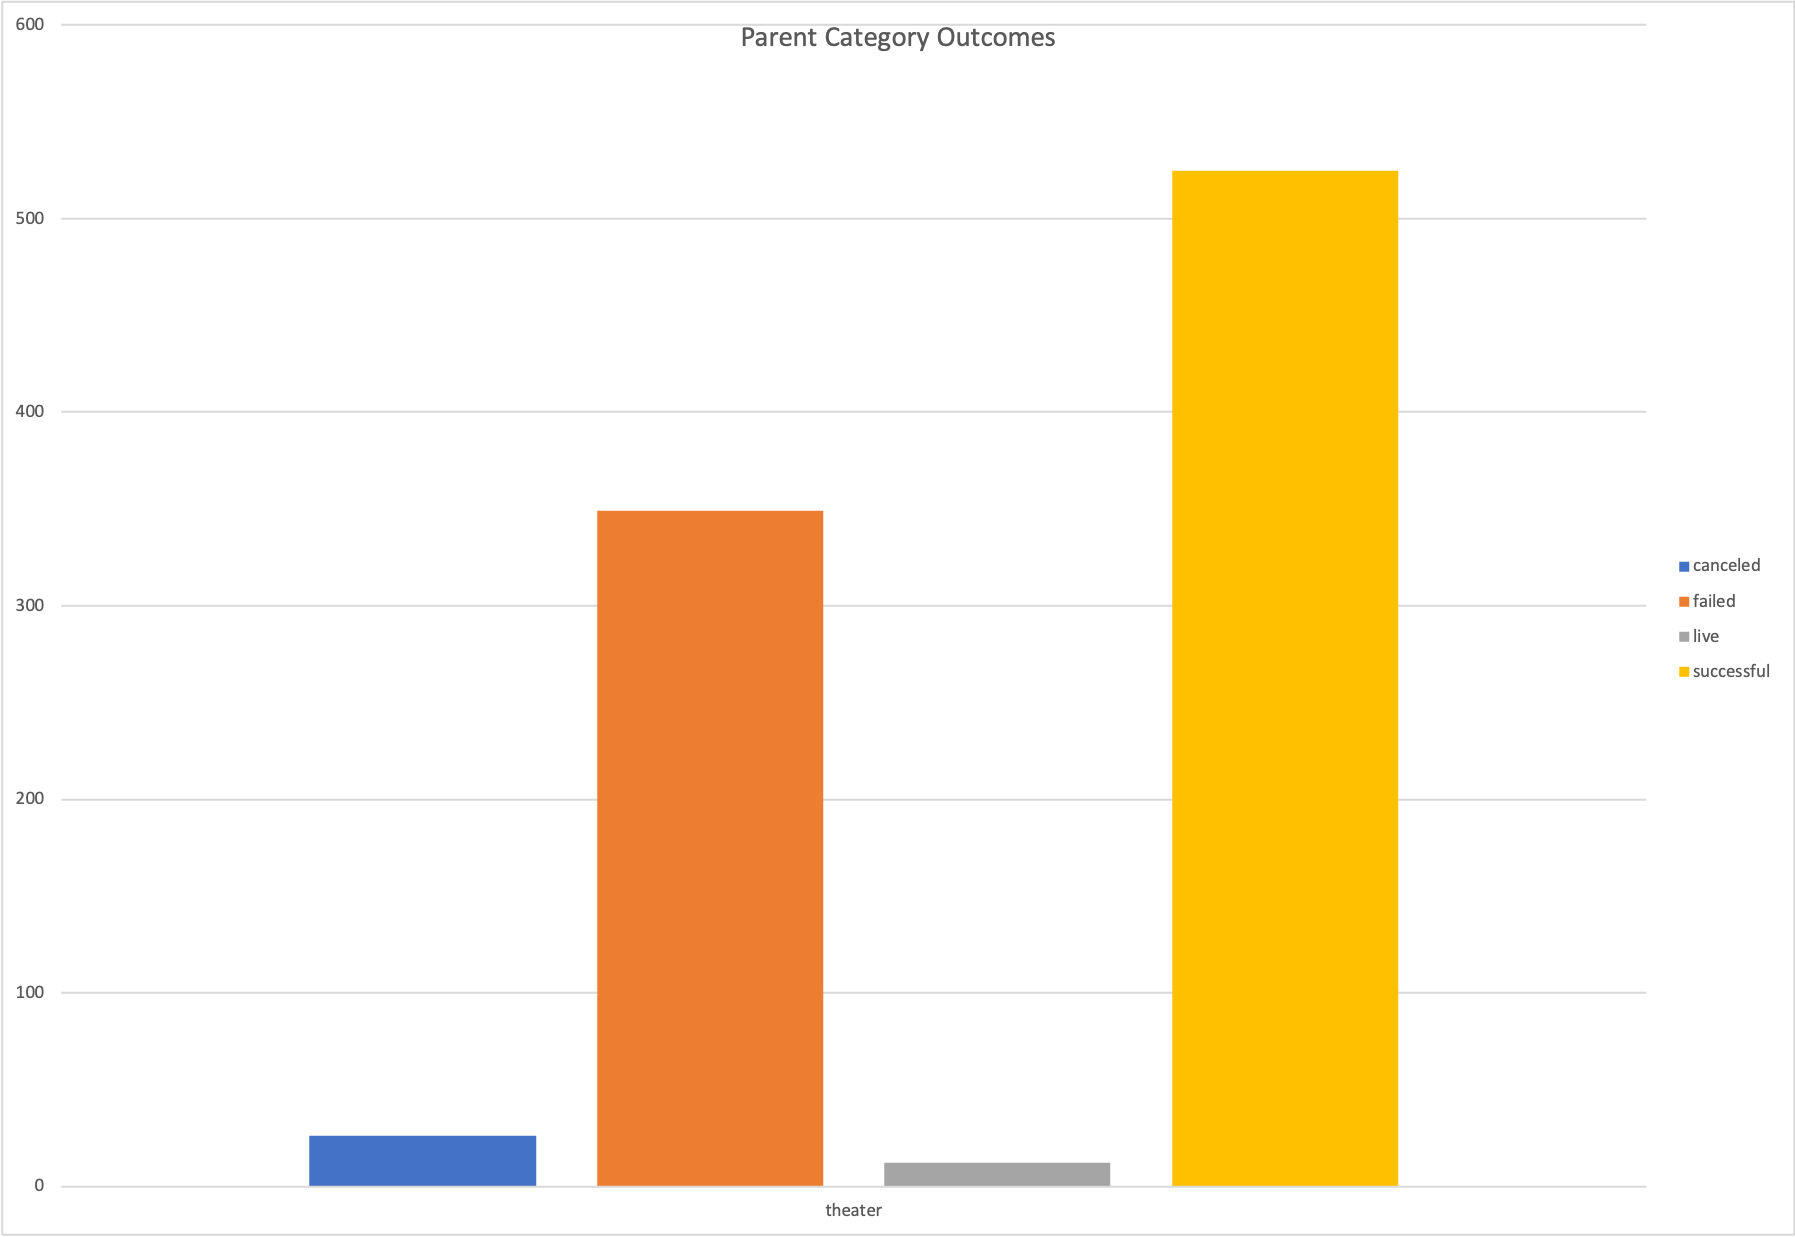 Parent Category Outcomes
600
500
400
300
200
100
0
theater
canceled
failed
live
successful